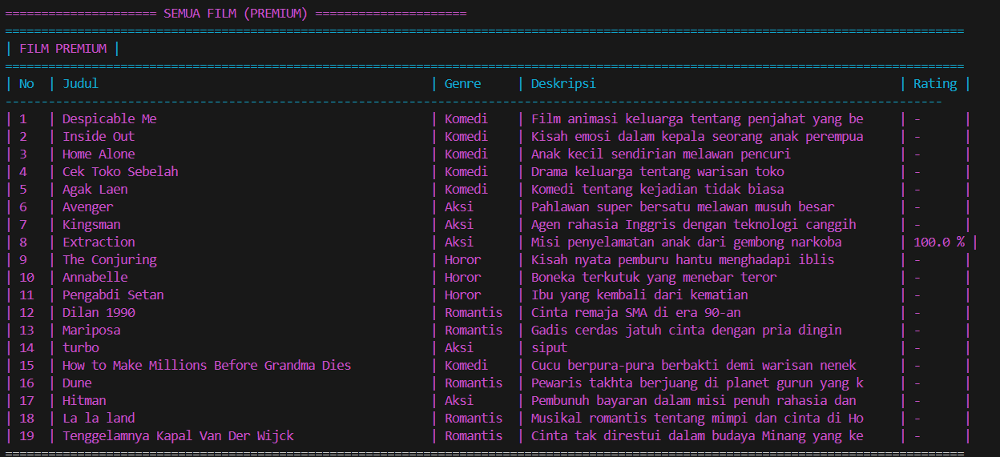 ===================== SEMUA FILM (PREMIUM) =====================
=====================================================================================================================================
| FILM PREMIUM |
=====================================================================================================================================
| No  | Judul                                              | Genre     | Deskripsi                                          | Rating |
----------------------------------------------------------------------------------------------------------------------------------
| 1   | Despicable Me                                      | Komedi    | Film animasi keluarga tentang penjahat yang be     | -      |
| 2   | Inside Out                                         | Komedi    | Kisah emosi dalam kepala seorang anak perempua     | -      |
| 3   | Home Alone                                         | Komedi    | Anak kecil sendirian melawan pencuri               | -      |
| 4   | Cek Toko Sebelah                                   | Komedi    | Drama keluarga tentang warisan toko                | -      |
| 5   | Agak Laen                                          | Komedi    | Komedi tentang kejadian tidak biasa                | -      |
| 6   | Avenger                                            | Aksi      | Pahlawan super bersatu melawan musuh besar         | -      |
| 7   | Kingsman                                           | Aksi      | Agen rahasia Inggris dengan teknologi canggih      | -      |
| 8   | Extraction                                         | Aksi      | Misi penyelamatan anak dari gembong narkoba        | 100.0 % |
| 9   | The Conjuring                                      | Horor     | Kisah nyata pemburu hantu menghadapi iblis         | -      |
| 10  | Annabelle                                          | Horor     | Boneka terkutuk yang menebar teror                 | -      |
| 11  | Pengabdi Setan                                     | Horor     | Ibu yang kembali dari kematian                     | -      |
| 12  | Dilan 1990                                         | Romantis  | Cinta remaja SMA di era 90-an                      | -      |
| 13  | Mariposa                                           | Romantis  | Gadis cerdas jatuh cinta dengan pria dingin        | -      |
| 14  | turbo                                              | Aksi      | siput                                              | -      |
| 15  | How to Make Millions Before Grandma Dies           | Komedi    | Cucu berpura-pura berbakti demi warisan nenek      | -      |
| 16  | Dune                                               | Romantis  | Pewaris takhta berjuang di planet gurun yang k     | -      |
| 17  | Hitman                                             | Aksi      | Pembunuh bayaran dalam misi penuh rahasia dan      | -      |
| 18  | La la land                                         | Romantis  | Musikal romantis tentang mimpi dan cinta di Ho     | -      |
| 19  | Tenggelamnya Kapal Van Der Wijck                   | Romantis  | Cinta tak direstui dalam budaya Minang yang ke     | -      |
=====================================================================================================================================